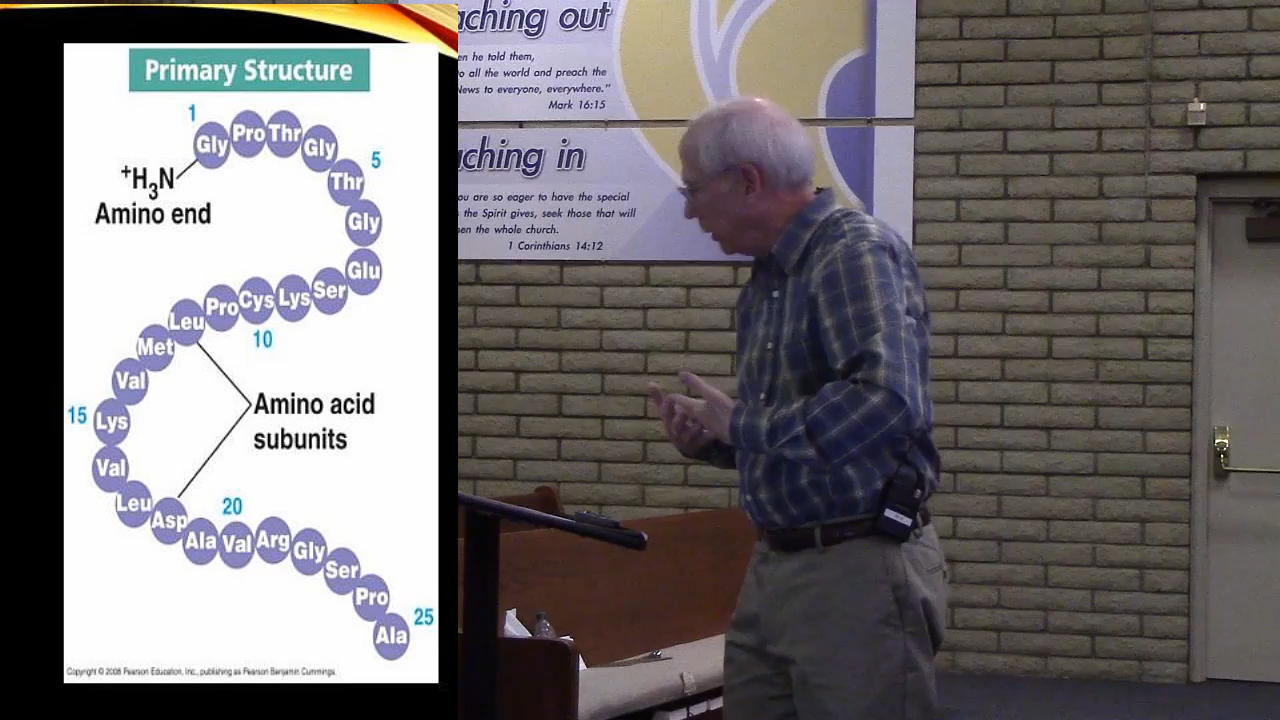 Primary Structure
1
Gly
Pro
Thr
Gly
5
Thr
Gly
Glu
Ser
Lys
Cys
10
Pro
Leu
Met
Val
15
Lys
Val
Leu
Asp
Ala
20
Val
Arg
Gly
Ser
Pro
25
Ala
+H3N
Amino end
Amino acid
subunits
Copyright © 2008 Pearson Education, Inc., publishing as Pearson Benjamin Cummings.
aching out
en he told them,
o all the world and preach the
News to everyone, everywhere."
Mark 16:15
ching in
ou are so eager to have the special
s the Spirit gives, seek those that will
hen the whole church.
1 Corinthians 14:12